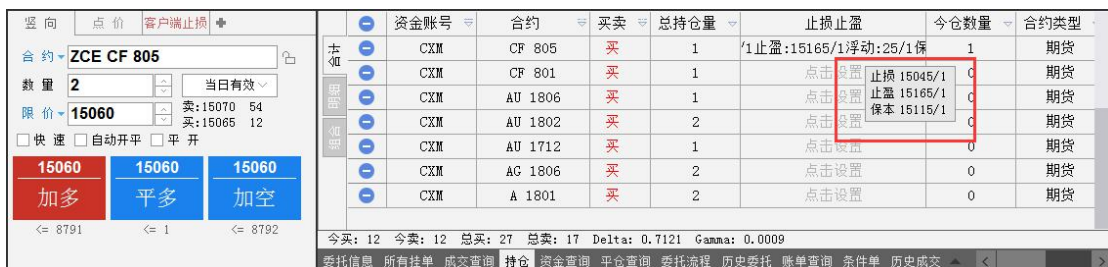 竖 向 点 价 客户端止损
合 约 ZCE CF 805
数 量 2 当日有效
限 价 15060 卖:15070 54
买:15065 12
快 速 自动开平 平 开
15060 15060 15060
加多 平多 加空
<= 8791 <= 1 <= 8792
合计
明细
组合
资金账号 合约 买卖 总持仓量 止损止盈 今仓数量 合约类型
CXM CF 805 买 1 /1止盈:15165/1浮动:25/1保 1 期货
CXM CF 801 买 1 点击设置 0 期货
CXM AU 1806 买 1 点击设置 期货
CXM AU 1802 买 2 点击设置 0 期货
CXM AU 1712 买 1 点击设置 0 期货
CXM AG 1806 买 2 点击设置 0 期货
CXM A 1801 买 2 点击设置 0 期货
止损 15045/1
止盈 15165/1
保本 15115/1
今买: 12 今卖: 12 总买: 27 总卖: 17 Delta: 0.7121 Gamma: 0.0009
委托信息 所有挂单 成交查询 持仓 资金查询 平仓查询 委托流程 历史委托 账单查询 条件单 历史成交